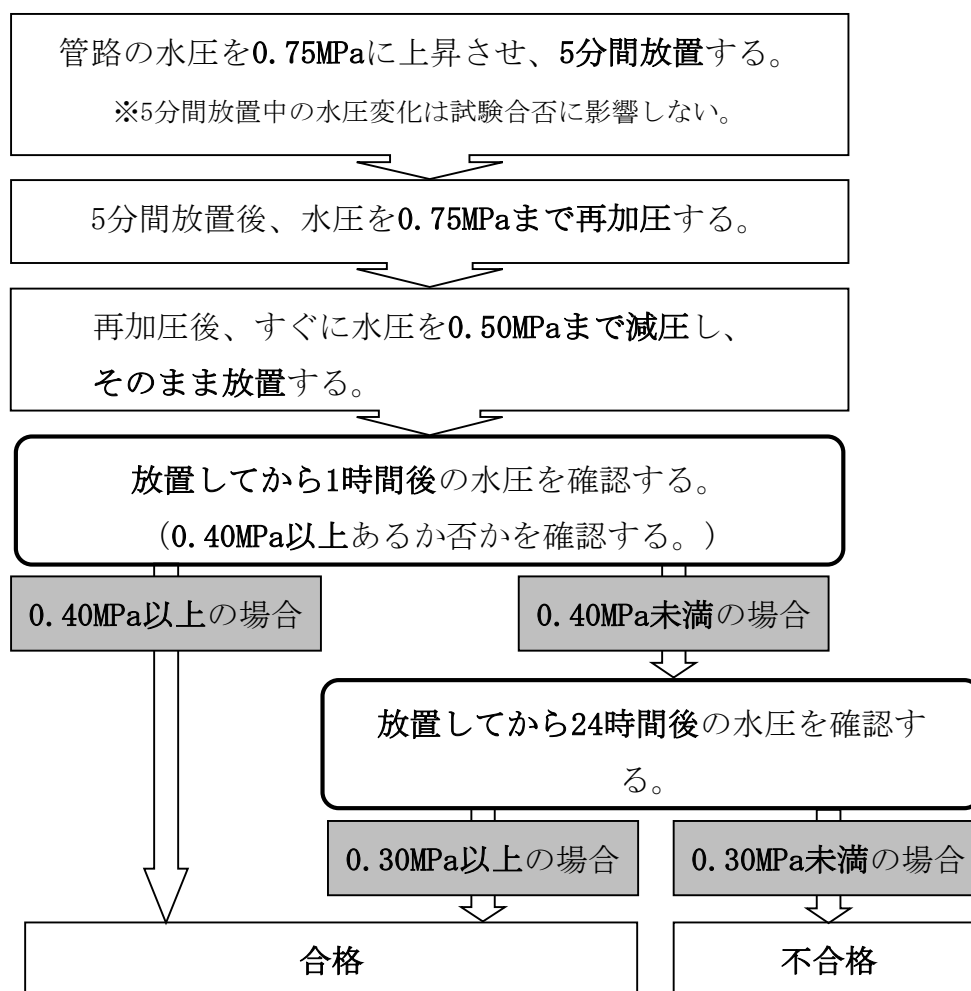 管路の水圧を0.75MPaに上昇させ、5分間放置する。
※5分間放置中の水圧変化は試験合否に影響しない。
5分間放置後、水圧を0.75MPaまで再加圧する。
再加圧後、すぐに水圧を0.50MPaまで減圧し、
そのまま放置する。
放置してから1時間後の水圧を確認する。
（0.40MPa以上あるか否かを確認する。）
0.40MPa以上の場合
0.40MPa未満の場合
放置してから24時間後の水圧を確認す
る。
0.30MPa以上の場合
0.30MPa未満の場合
合格
不合格